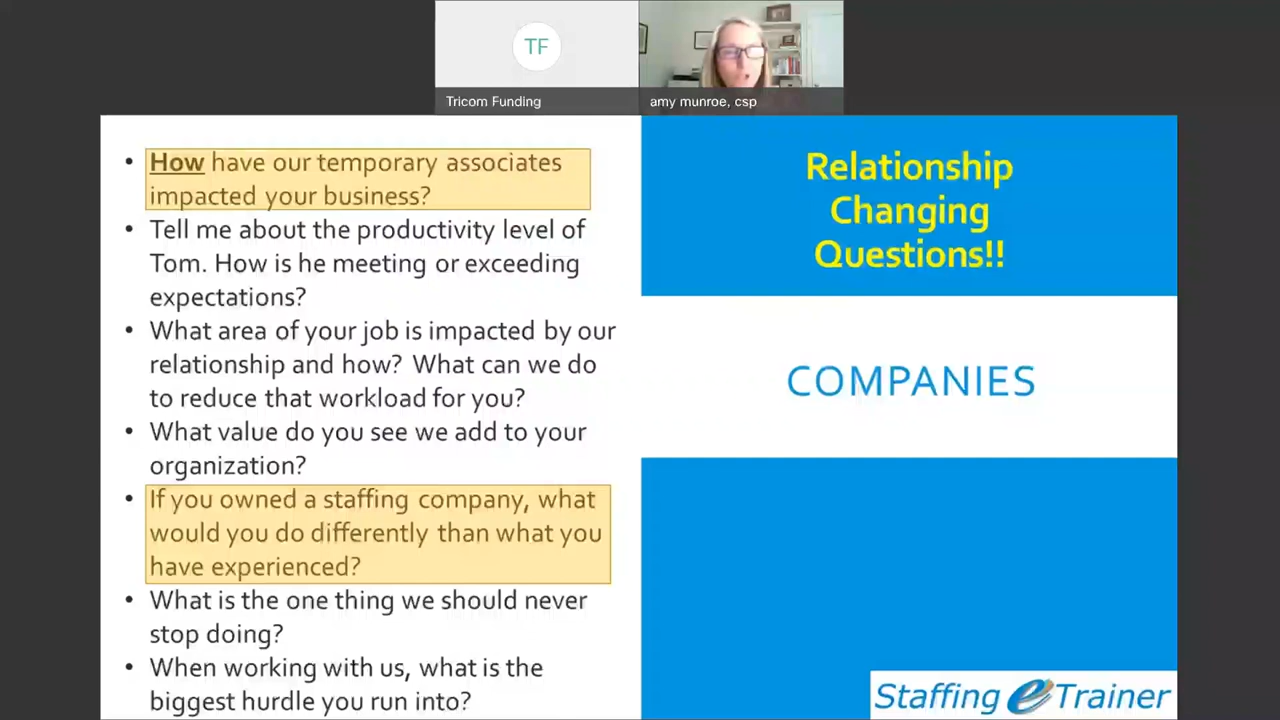 TF
Tricom Funding
amy munroe, csp
• How have our temporary associates
impacted your business?
• Tell me about the productivity level of
Tom. How is he meeting or exceeding
expectations?
• What area of your job is impacted by our
relationship and how? What can we do
to reduce that workload for you?
• What value do you see we add to your
organization?
• If you owned a staffing company, what
would you do differently than what you
have experienced?
• What is the one thing we should never
stop doing?
• When working with us, what is the
biggest hurdle you run into?
Relationship
Changing
Questions!!
COMPANIES
Staffing eTrainer